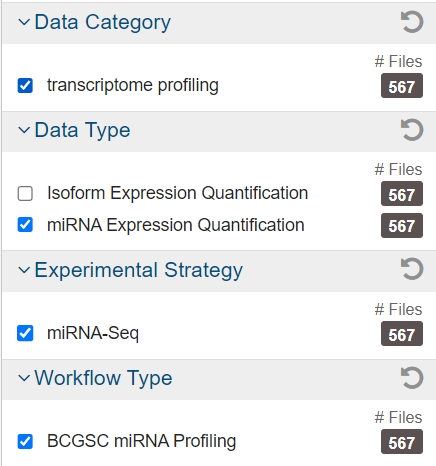 Data Category
# Files
transcriptome profiling 567
Data Type
# Files
Isoform Expression Quantification 567
miRNA Expression Quantification 567
Experimental Strategy
# Files
miRNA-Seq 567
Workflow Type
# Files
BCGSC miRNA Profiling 567